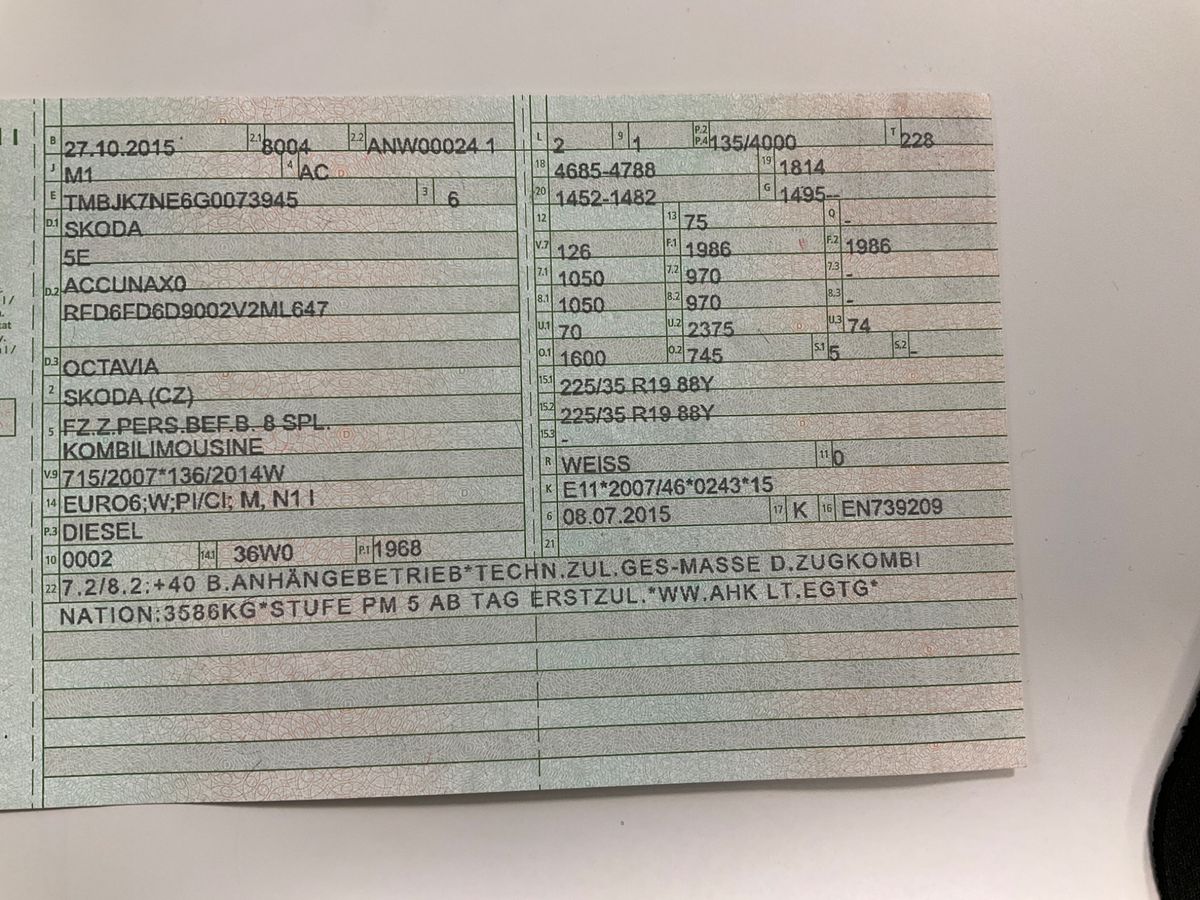 B 27.10.2015 2.1 8004 2.2 ANW00024 1
J M1 4 AC
E TMBJK7NE6G0073945 3 6
D.1 SKODA
5E
D.2 ACCUNAX0
RFD6FD6D9002V2ML647
D.3 OCTAVIA
2 SKODA (CZ)
5 FZ.Z.PERS.BEF.B. 8 SPL.
KOMBILIMOUSINE
V.9 715/2007*136/2014W
14 EURO6;W;PI/CI; M, N1 I
P.3 DIESEL
10 0002 14.1 36W0 P.1 1968
L 2 9 1 P.2 P.4 135/4000 T 228
18 4685-4788 19 1814
20 1452-1482 G 1495--
12 13 75 Q -
V.7 126 F.1 1986 F.2 1986
7.1 1050 7.2 970 7.3 -
8.1 1050 8.2 970 8.3 -
U.1 70 U.2 2375 U.3 74
O.1 1600 O.2 745 S.1 5 S.2 -
15.1 225/35 R19 88Y
15.2 225/35 R19 88Y
15.3 -
R WEISS 11 0
K E11*2007/46*0243*15
6 08.07.2015 17 K 16 EN739209
21
22 7.2/8.2:+40 B.ANHÄNGEBETRIEB*TECHN.ZUL.GES-MASSE D.ZUGKOMBI
NATION:3586KG*STUFE PM 5 AB TAG ERSTZUL.*WW.AHK LT.EGTG*